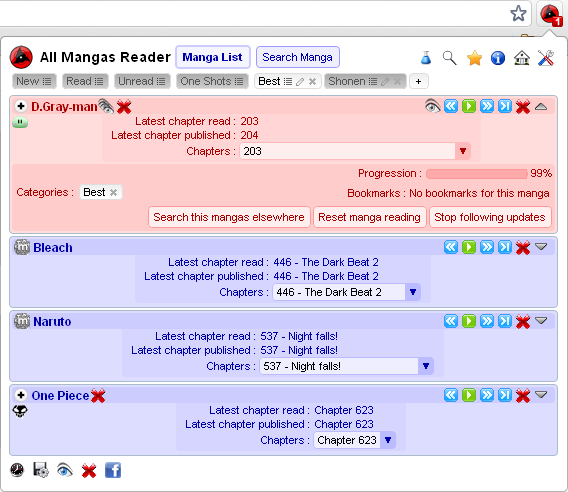 1
All Mangas Reader Manga List Search Manga
New Read Unread One Shots Best Shonen +
D.Gray-man
Latest chapter read : 203
Latest chapter published : 204
Chapters : 203
Progression : 99%
Categories : Best Bookmarks : No bookmarks for this manga
Search this mangas elsewhere Reset manga reading Stop following updates
m Bleach
Latest chapter read : 446 - The Dark Beat 2
Latest chapter published : 446 - The Dark Beat 2
Chapters : 446 - The Dark Beat 2
m Naruto
Latest chapter read : 537 - Night falls!
Latest chapter published : 537 - Night falls!
Chapters : 537 - Night falls!
One Piece
Latest chapter read : Chapter 623
Latest chapter published : Chapter 623
Chapters : Chapter 623
f